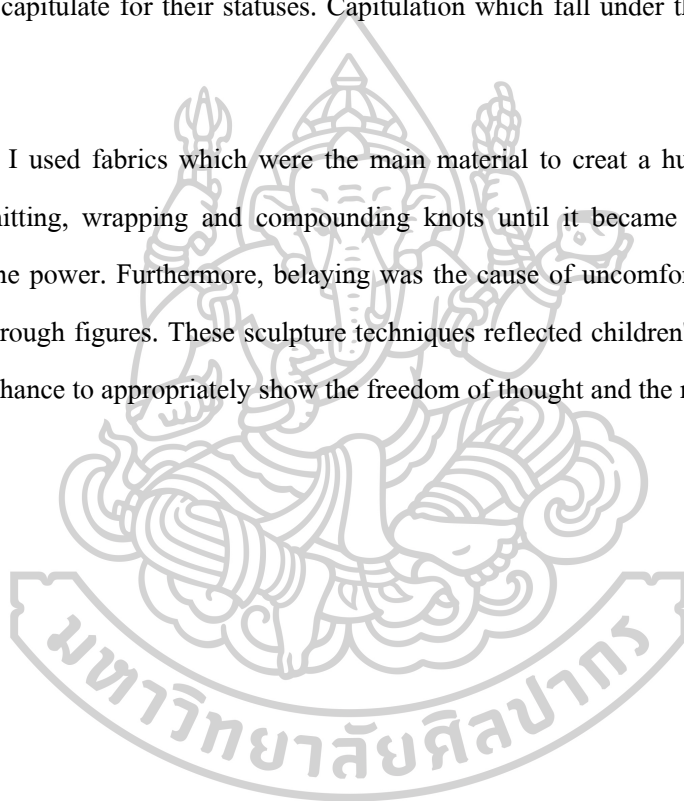 capitulate for their statuses. Capitulation which fall under th
I used fabrics which were the main material to creat a hu
nitting, wrapping and compounding knots until it became
ne power. Furthermore, belaying was the cause of uncomfor
rough figures. These sculpture techniques reflected children'
hance to appropriately show the freedom of thought and the
มหาวิทยาลัยศิลปากร